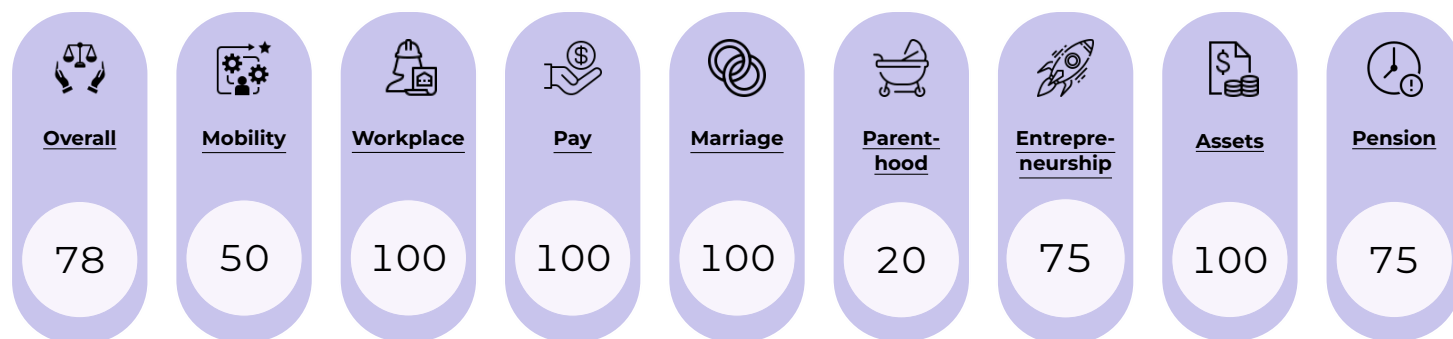 Overall
78
Mobility
50
Workplace
100
$
Pay
100
Marriage
100
Parent-
hood
20
Entrepre-
neurship
75
$
Assets
100
!
Pension
75